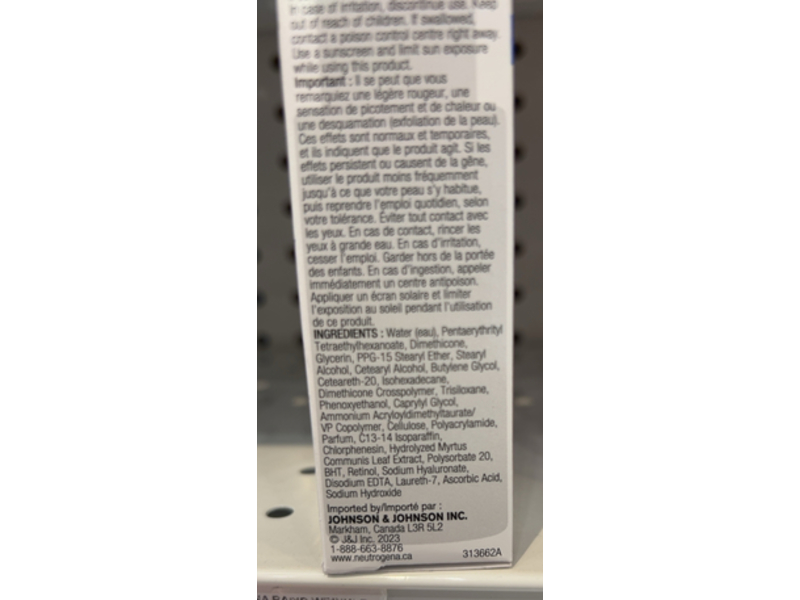 In case of irritation, discontinue use. Keep
out of reach of children. If swallowed,
contact a poison control centre right away.
Use a sunscreen and limit sun exposure
while using this product.
Important : Il se peut que vous
remarquiez une légère rougeur, une
sensation de picotement et de chaleur ou
une desquamation (exfoliation de la peau).
Ces effets sont normaux et temporaires,
et ils indiquent que le produit agit. Si les
effets persistent ou causent de la gêne,
utiliser le produit moins fréquemment
jusqu'à ce que votre peau s'y habitue,
puis reprendre l'emploi quotidien, selon
votre tolérance. Éviter tout contact avec
les yeux. En cas de contact, rincer les
yeux à grande eau. En cas d'irritation,
cesser l'emploi. Garder hors de la portée
des enfants. En cas d'ingestion, appeler
immédiatement un centre antipoison.
Appliquer un écran solaire et limiter
l'exposition au soleil pendant l'utilisation
de ce produit.
INGREDIENTS : Water (eau), Pentaerythrityl
Tetraethylhexanoate, Dimethicone,
Glycerin, PPG-15 Stearyl Ether, Stearyl
Alcohol, Cetearyl Alcohol, Butylene Glycol,
Ceteareth-20, Isohexadecane,
Dimethicone Crosspolymer, Trisiloxane,
Phenoxyethanol, Caprylyl Glycol,
Ammonium Acryloyldimethyltaurate/
VP Copolymer, Cellulose, Polyacrylamide,
Parfum, C13-14 Isoparaffin,
Chlorphenesin, Hydrolyzed Myrtus
Communis Leaf Extract, Polysorbate 20,
BHT, Retinol, Sodium Hyaluronate,
Disodium EDTA, Laureth-7, Ascorbic Acid,
Sodium Hydroxide
Imported by/Importé par :
JOHNSON & JOHNSON INC.
Markham, Canada L3R 5L2
© J&J Inc. 2023
1-888-663-8876
www.neutrogena.ca 313662A